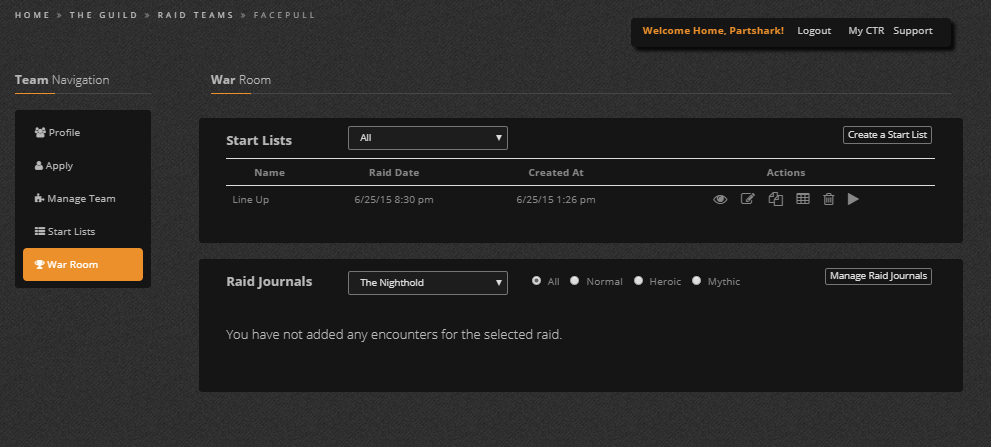 HOME » THE GUILD » RAID TEAMS » FACEPULL
Welcome Home, Partshark! Logout My CTR Support
Team Navigation
Profile
Apply
Manage Team
Start Lists
War Room
War Room
Start Lists All Create a Start List
Name Raid Date Created At Actions
Line Up 6/25/15 8:30 pm 6/25/15 1:26 pm
Raid Journals The Nighthold All Normal Heroic Mythic Manage Raid Journals
You have not added any encounters for the selected raid.